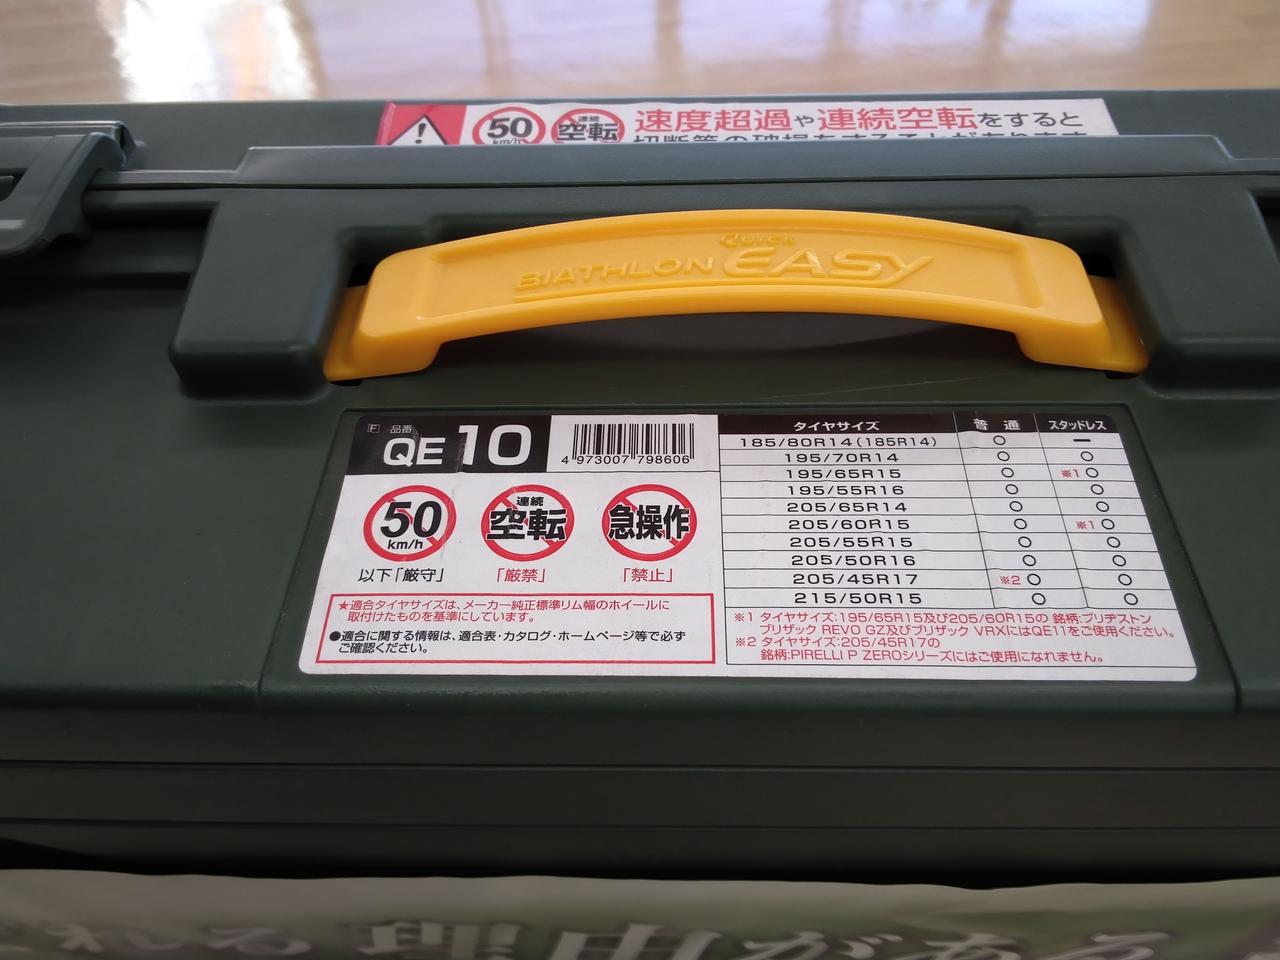 50 km/h 連続 空転 速度超過や連続空転をすると
Quick
BIATHLON EASY
F 品番 QE10
4 973007 798606
50 km/h
以下「厳守」
連続 空転
「厳禁」
急操作
「禁止」
★適合タイヤサイズは、メーカー純正標準リム幅のホイールに
取付けたものを基準にしています。
●適合に関する情報は、適合表・カタログ・ホームページ等で必ず
ご確認ください。
タイヤサイズ 普通 スタッドレス
185/80R14(185R14) ○ ー
195/70R14 ○ ○
195/65R15 ○ ※1○
195/55R16 ○ ○
205/65R14 ○ ○
205/60R15 ○ ※1○
205/55R15 ○ ○
205/50R16 ○ ○
205/45R17 ※2○ ○
215/50R15 ○ ○
※1 タイヤサイズ:195/65R15及び205/60R15の 銘柄:ブリヂストン
ブリザック REVO GZ及びブリザック VRXにはQE11をご使用ください。
※2 タイヤサイズ:205/45R17の
銘柄:PIRELLI P ZEROシリーズにはご使用になれません。
れる理由がある